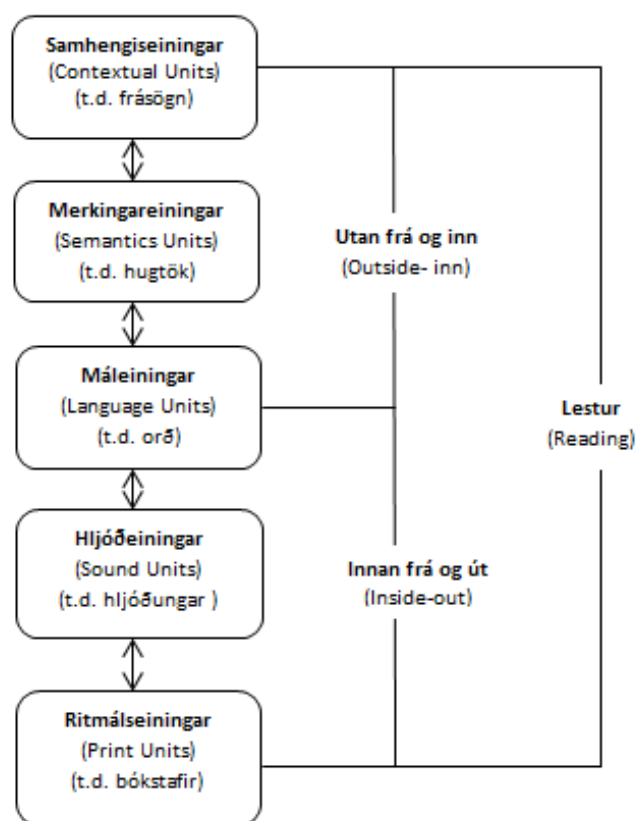 Samhengiseiningar
(Contextual Units)
(t.d. frásögn)
Merkingareiningar
(Semantics Units)
(t.d. hugtök)
Utan frá og inn
(Outside- inn)
Máleiningar
(Language Units)
(t.d. orð)
Lestur
(Reading)
Hljóðeiningar
(Sound Units)
(t.d. hljóðungar )
Innan frá og út
(Inside-out)
Ritmálseiningar
(Print Units)
(t.d. bókstafir)